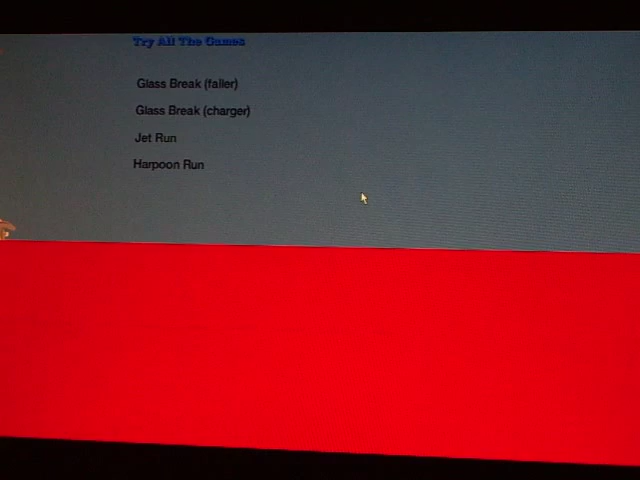 Try All The Games
Glass Break (faller)
Glass Break (charger)
Jet Run
Harpoon Run